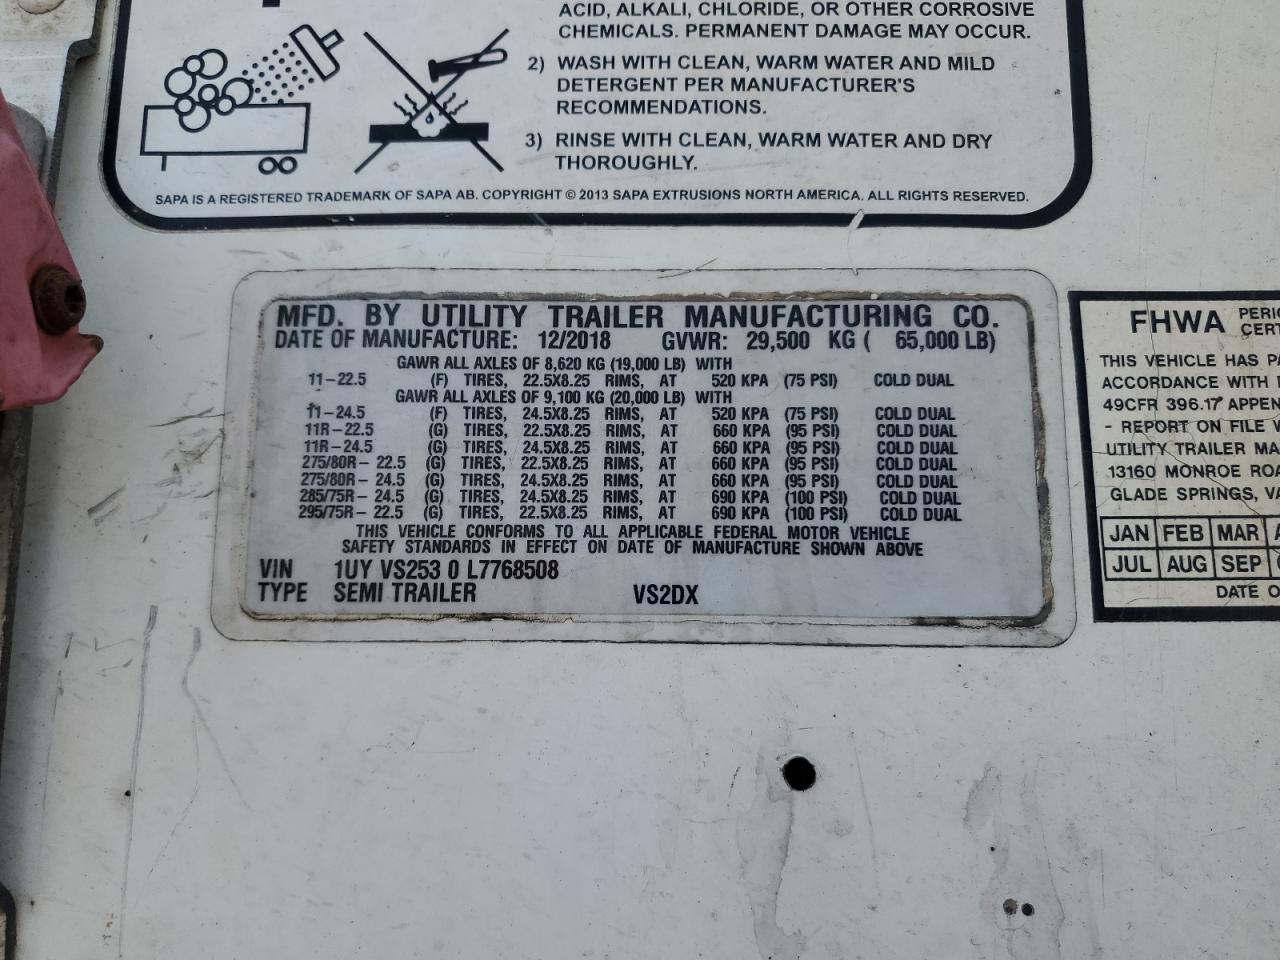 ACID, ALKALI, CHLORIDE, OR OTHER CORROSIVE
CHEMICALS. PERMANENT DAMAGE MAY OCCUR.
2) WASH WITH CLEAN, WARM WATER AND MILD
DETERGENT PER MANUFACTURER'S
RECOMMENDATIONS.
3) RINSE WITH CLEAN, WARM WATER AND DRY
THOROUGHLY.
SAPA IS A REGISTERED TRADEMARK OF SAPA AB. COPYRIGHT © 2013 SAPA EXTRUSIONS NORTH AMERICA. ALL RIGHTS RESERVED.
MFD. BY UTILITY TRAILER MANUFACTURING CO.
DATE OF MANUFACTURE: 12/2018 GVWR: 29,500 KG ( 65,000 LB)
GAWR ALL AXLES OF 8,620 KG (19,000 LB) WITH
11-22.5 (F) TIRES, 22.5X8.25 RIMS, AT 520 KPA (75 PSI) COLD DUAL
GAWR ALL AXLES OF 9,100 KG (20,000 LB) WITH
11-24.5 (F) TIRES, 24.5X8.25 RIMS, AT 520 KPA (75 PSI) COLD DUAL
11R-22.5 (G) TIRES, 22.5X8.25 RIMS, AT 660 KPA (95 PSI) COLD DUAL
11R-24.5 (G) TIRES, 24.5X8.25 RIMS, AT 660 KPA (95 PSI) COLD DUAL
275/80R- 22.5 (G) TIRES, 22.5X8.25 RIMS, AT 660 KPA (95 PSI) COLD DUAL
275/80R- 24.5 (G) TIRES, 24.5X8.25 RIMS, AT 660 KPA (95 PSI) COLD DUAL
285/75R- 24.5 (G) TIRES, 24.5X8.25 RIMS, AT 690 KPA (100 PSI) COLD DUAL
295/75R- 22.5 (G) TIRES, 22.5X8.25 RIMS, AT 690 KPA (100 PSI) COLD DUAL
THIS VEHICLE CONFORMS TO ALL APPLICABLE FEDERAL MOTOR VEHICLE
SAFETY STANDARDS IN EFFECT ON DATE OF MANUFACTURE SHOWN ABOVE
VIN 1UY VS253 0 L7768508
TYPE SEMI TRAILER VS2DX
FHWA
THIS VEHICLE HAS
ACCORDANCE WITH
49CFR 396.17
- REPORT ON FILE
UTILITY TRAILER
13160 MONROE
GLADE SPRINGS,
JAN FEB MAR
JUL AUG SEP
DATE